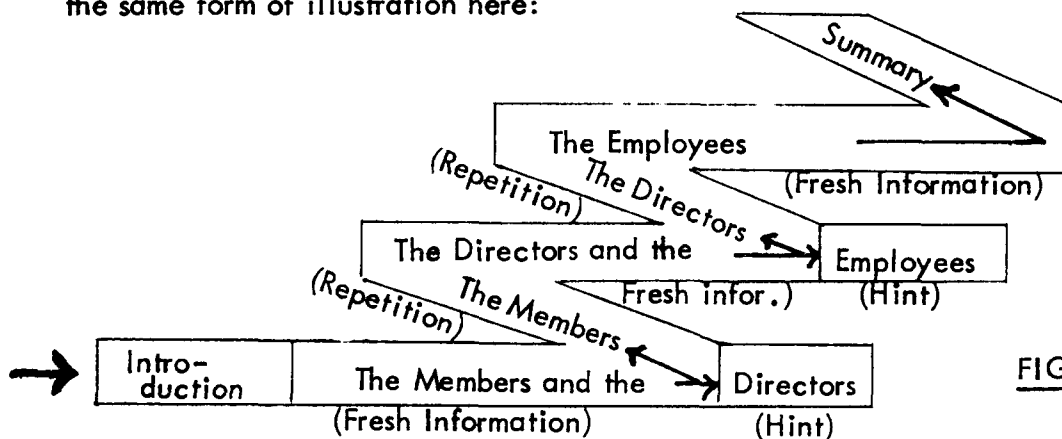 the same form of illustration here:
Summary
The Employees
(Repetition)
The Directors
(Fresh Information)
The Directors and the
Employees
(Repetition)
The Members
Fresh infor.)
(Hint)
Intro-
duction
The Members and the
Directors
FIG
(Fresh Information)
(Hint)